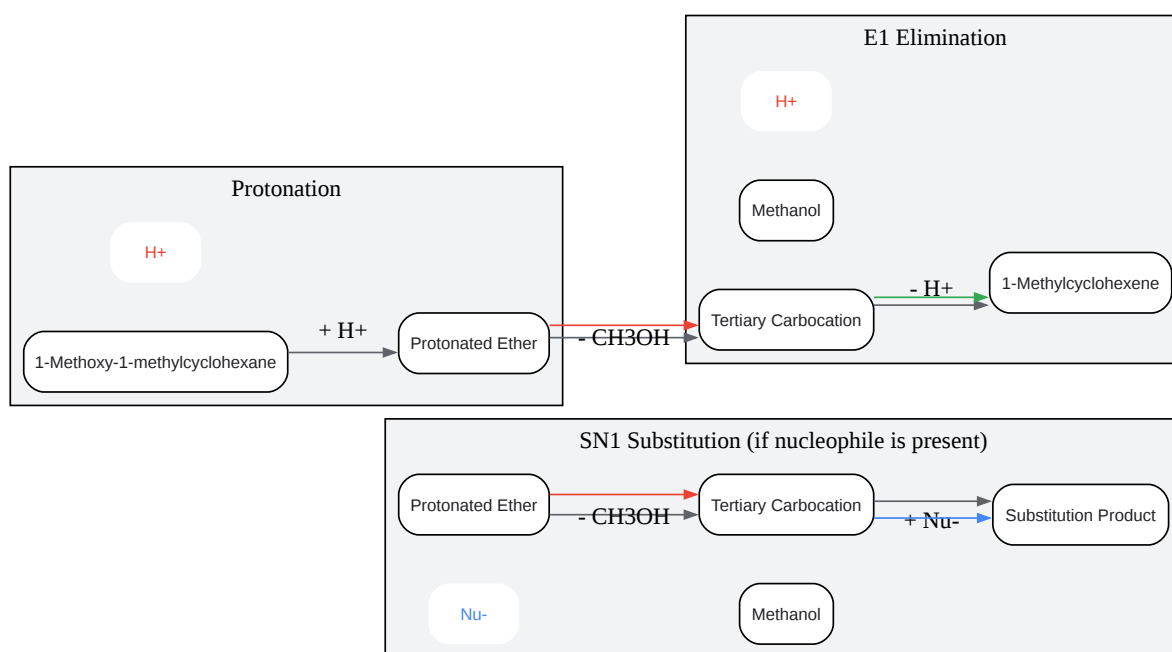 E1 Elimination
H+
Methanol
Protonation
H+
1-Methoxy-1-methylcyclohexane
+ H+
Protonated Ether
- CH3OH
Tertiary Carbocation
- H+
1-Methylcyclohexene
SN1 Substitution (if nucleophile is present)
Protonated Ether
- CH3OH
Tertiary Carbocation
+ Nu-
Substitution Product
Nu-
Methanol